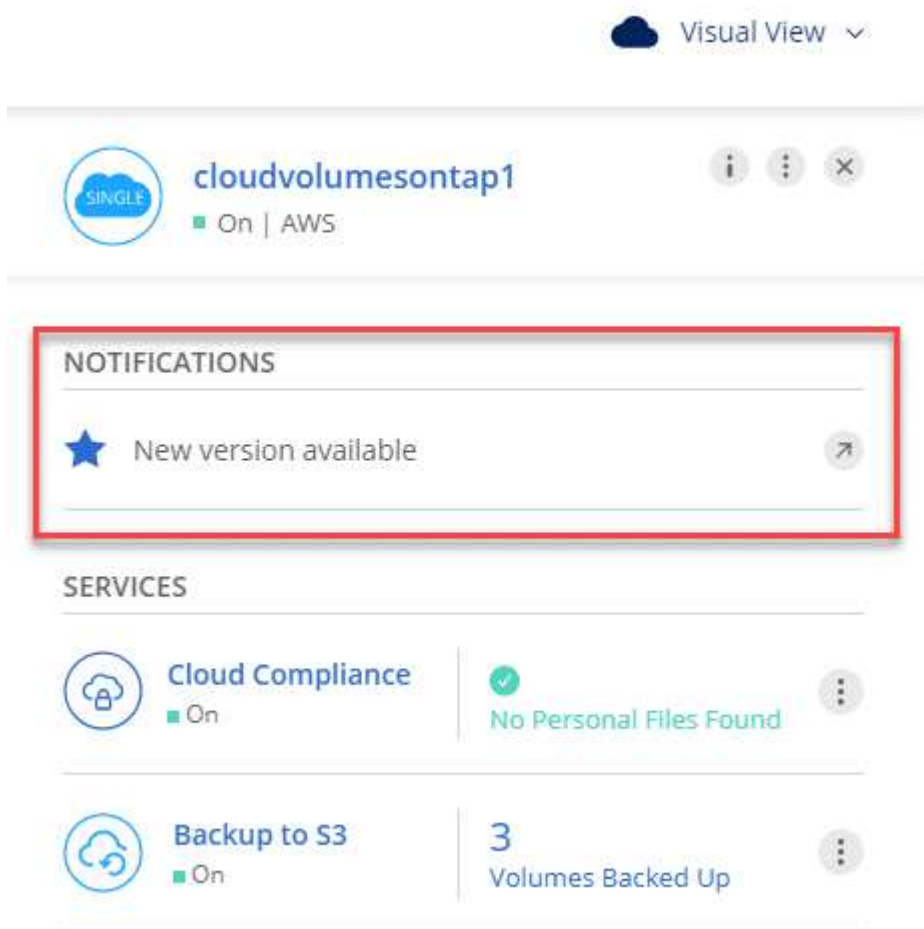 Visual View
SINGLE
cloudvolumesontap1
On | AWS
NOTIFICATIONS
New version available
SERVICES
Cloud Compliance
On
No Personal Files Found
Backup to S3
On
3
Volumes Backed Up